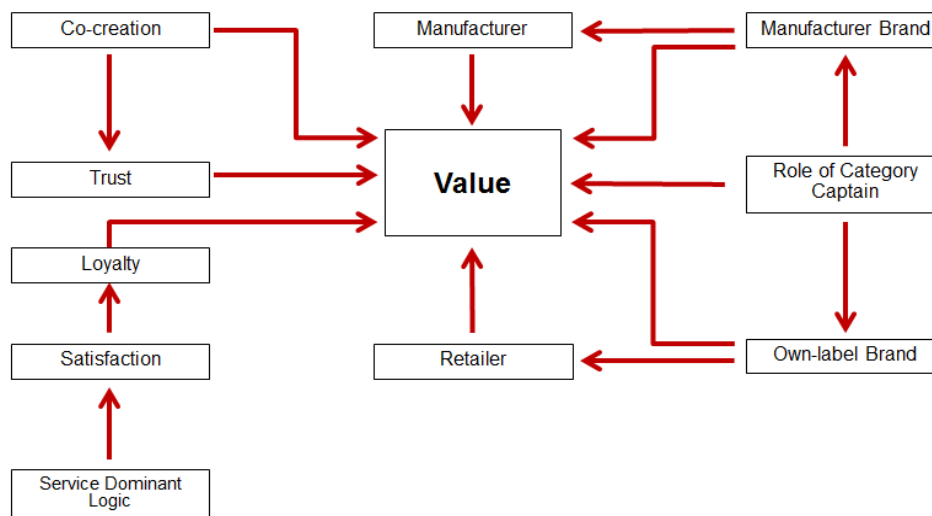 Co-creation
Manufacturer
Manufacturer Brand
Trust
Value
Role of Category
Captain
Loyalty
Satisfaction
Retailer
Own-label Brand
Service Dominant
Logic